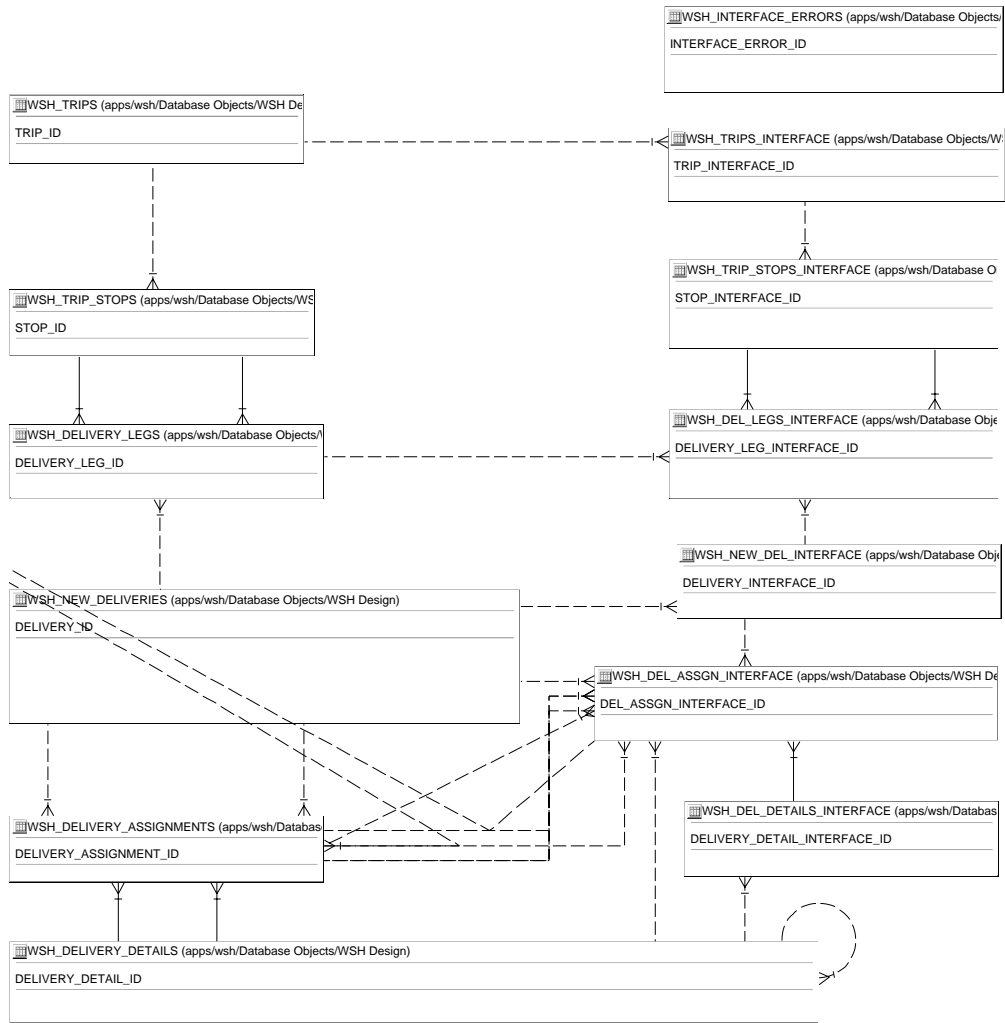 WSH_INTERFACE_ERRORS (apps/wsh/Database Objects/
INTERFACE_ERROR_ID
WSH_TRIPS (apps/wsh/Database Objects/WSH De
TRIP_ID
WSH_TRIPS_INTERFACE (apps/wsh/Database Objects/W
TRIP_INTERFACE_ID
WSH_TRIP_STOPS_INTERFACE (apps/wsh/Database O
STOP_INTERFACE_ID
WSH_TRIP_STOPS (apps/wsh/Database Objects/WS
STOP_ID
WSH_DEL_LEGS_INTERFACE (apps/wsh/Database Obje
DELIVERY_LEG_INTERFACE_ID
WSH_DELIVERY_LEGS (apps/wsh/Database Objects/
DELIVERY_LEG_ID
WSH_NEW_DEL_INTERFACE (apps/wsh/Database Obj
DELIVERY_INTERFACE_ID
WSH_NEW_DELIVERIES (apps/wsh/Database Objects/WSH Design)
DELIVERY_ID
WSH_DEL_ASSGN_INTERFACE (apps/wsh/Database Objects/WSH De
DEL_ASSGN_INTERFACE_ID
WSH_DEL_DETAILS_INTERFACE (apps/wsh/Databas
DELIVERY_DETAIL_INTERFACE_ID
WSH_DELIVERY_ASSIGNMENTS (apps/wsh/Databas
DELIVERY_ASSIGNMENT_ID
WSH_DELIVERY_DETAILS (apps/wsh/Database Objects/WSH Design)
DELIVERY_DETAIL_ID